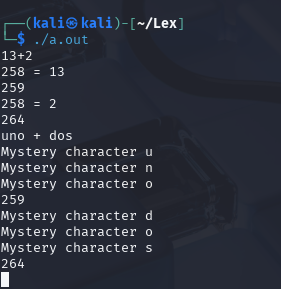 ┌──(kali㉿kali)-[~/Lex]
└─$ ./a.out
13+2
258 = 13
259
258 = 2
264
uno + dos
Mystery character u
Mystery character n
Mystery character o
259
Mystery character d
Mystery character o
Mystery character s
264